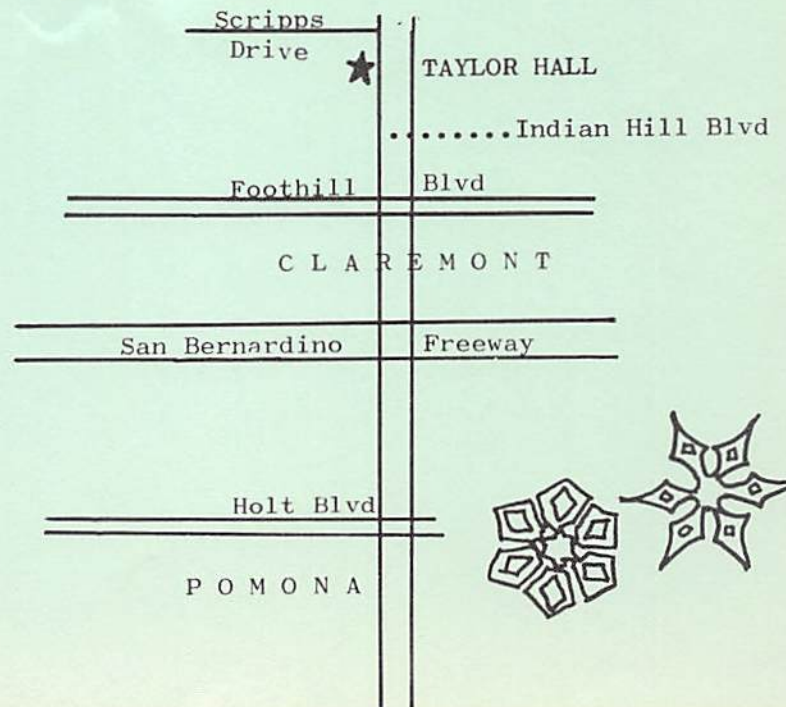 Scripps
Drive
TAYLOR HALL
Indian Hill Blvd
Foothill Blvd
CLAREMONT
San Bernardino Freeway
Holt Blvd
POMONA